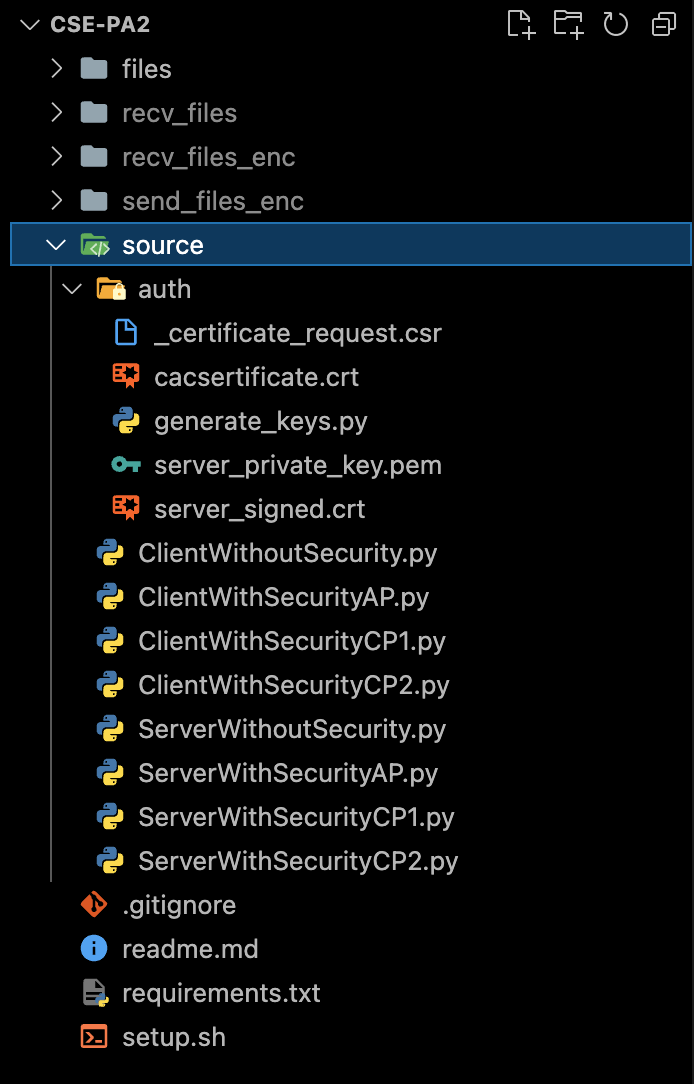 CSE-PA2
files
recv_files
recv_files_enc
send_files_enc
source
auth
_certificate_request.csr
cacsertificate.crt
generate_keys.py
server_private_key.pem
server_signed.crt
ClientWithoutSecurity.py
ClientWithSecurityAP.py
ClientWithSecurityCP1.py
ClientWithSecurityCP2.py
ServerWithoutSecurity.py
ServerWithSecurityAP.py
ServerWithSecurityCP1.py
ServerWithSecurityCP2.py
.gitignore
readme.md
requirements.txt
setup.sh